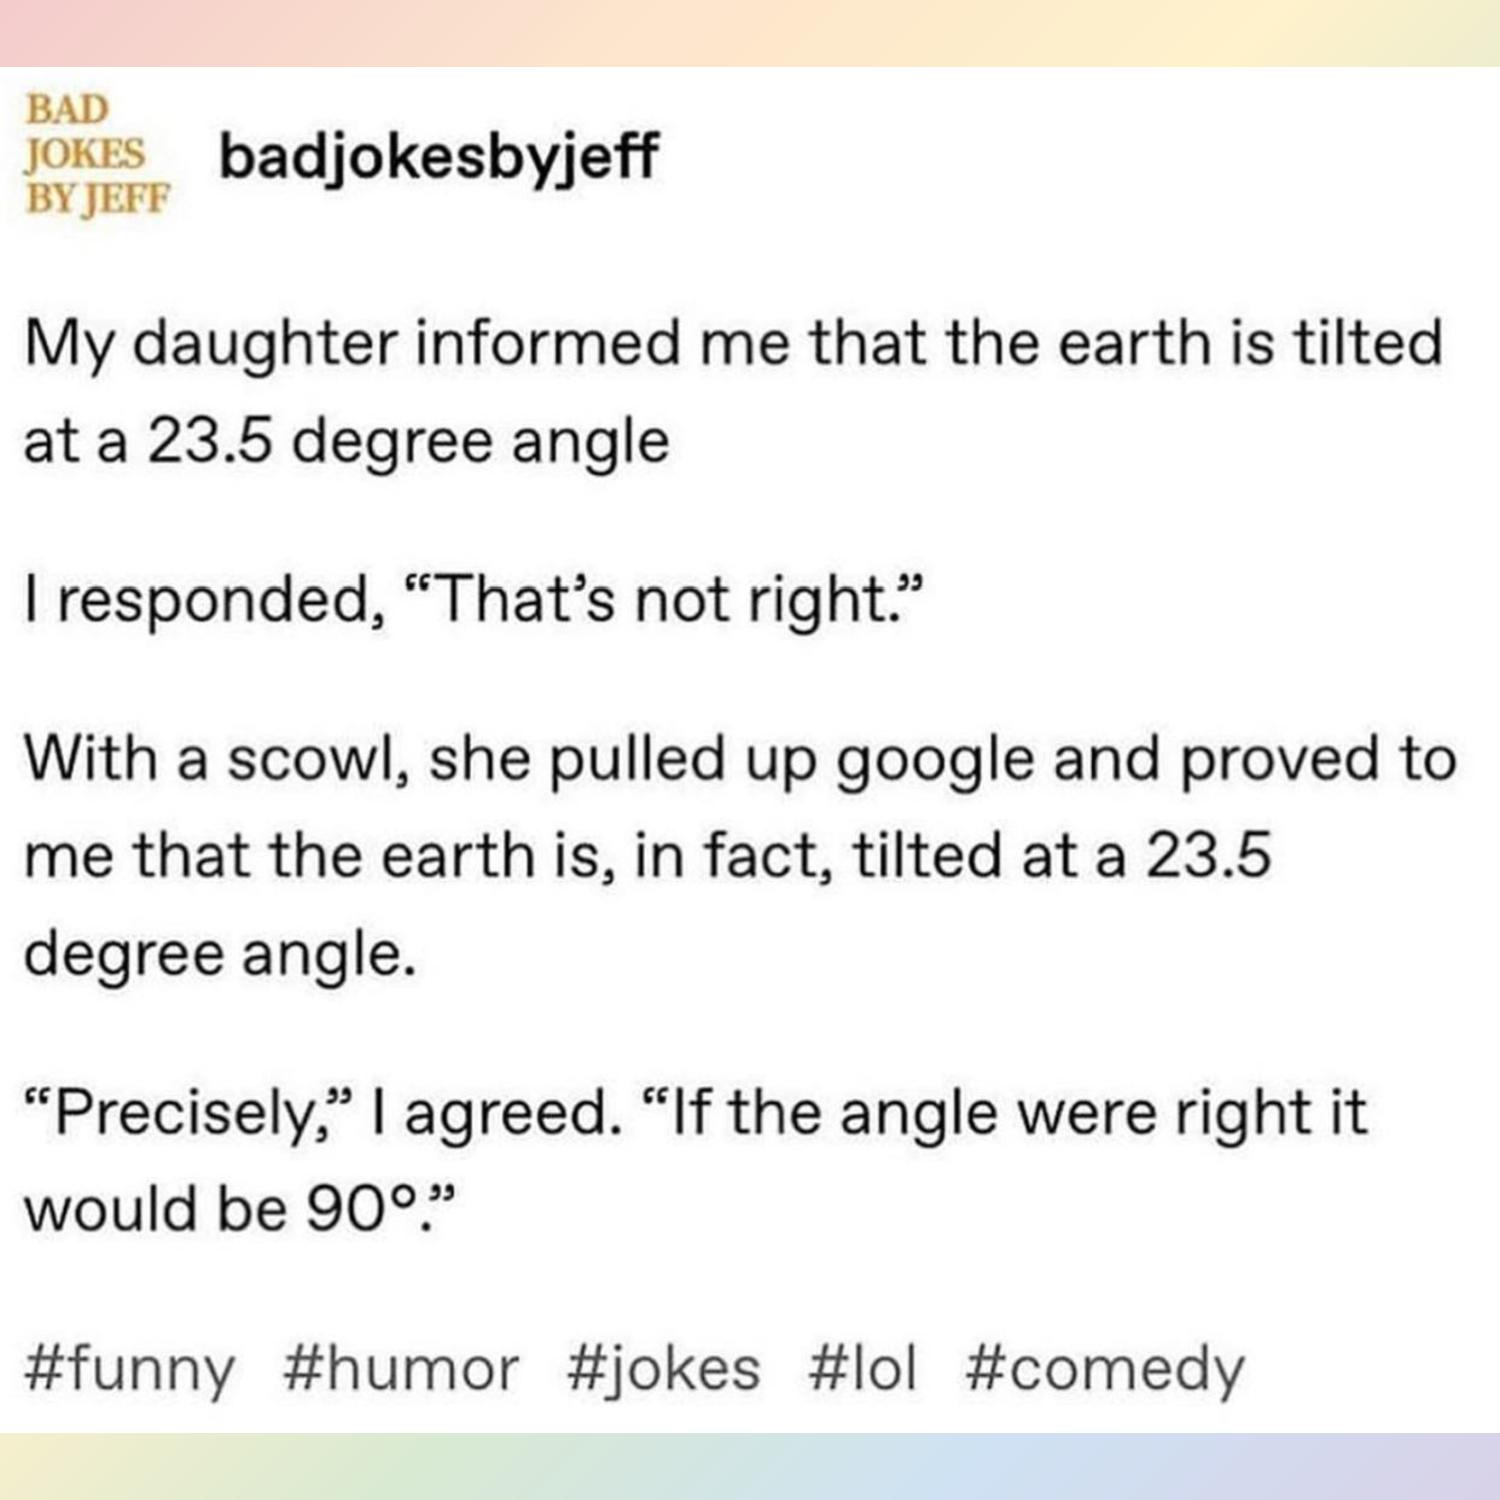 BAD
JOKES
BY JEFF
badjokesbyjeff
My daughter informed me that the earth is tilted
at a 23.5 degree angle
I responded, “That’s not right.”
With a scowl, she pulled up google and proved to
me that the earth is, in fact, tilted at a 23.5
degree angle.
“Precisely,” I agreed. “If the angle were right it
would be 90º.”
#funny #humor #jokes #lol #comedy